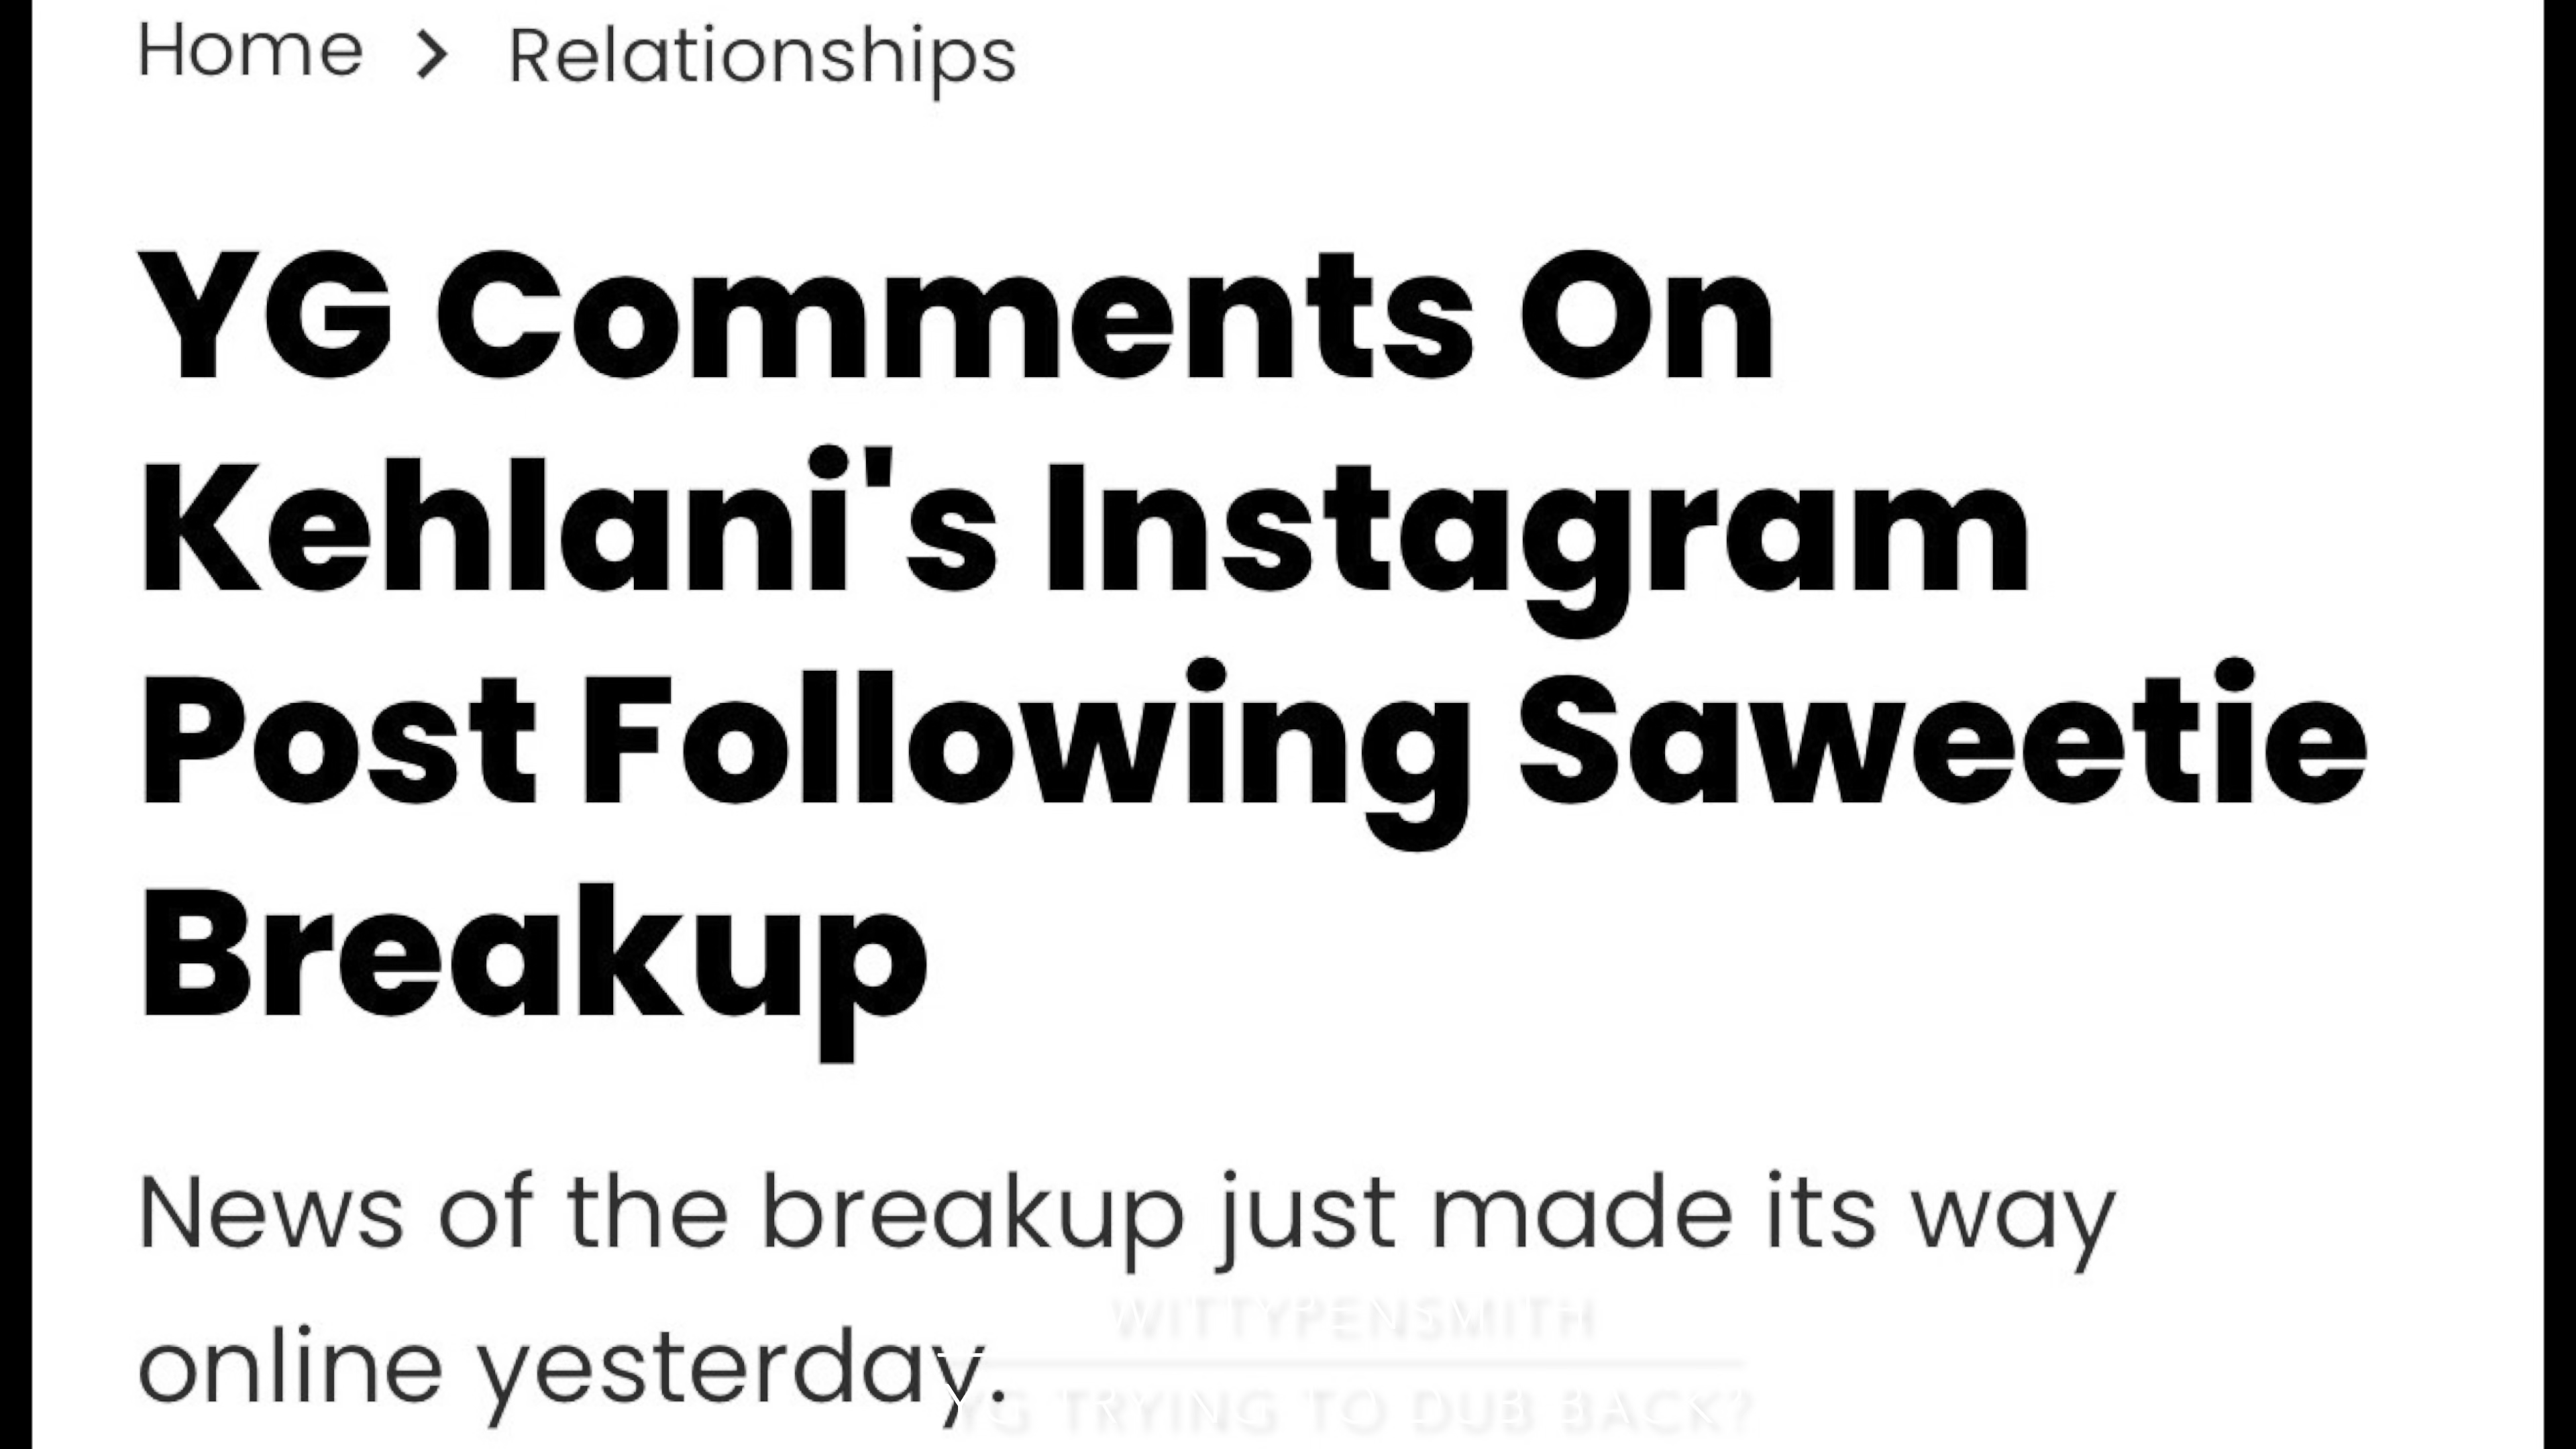 Home > Relationships
YG Comments On
Kehlani's Instagram
Post Following Saweetie
Breakup
News of the breakup just made its way
online yesterday.
WITTYPENSMITH
YG TRYING TO DUB BACK?